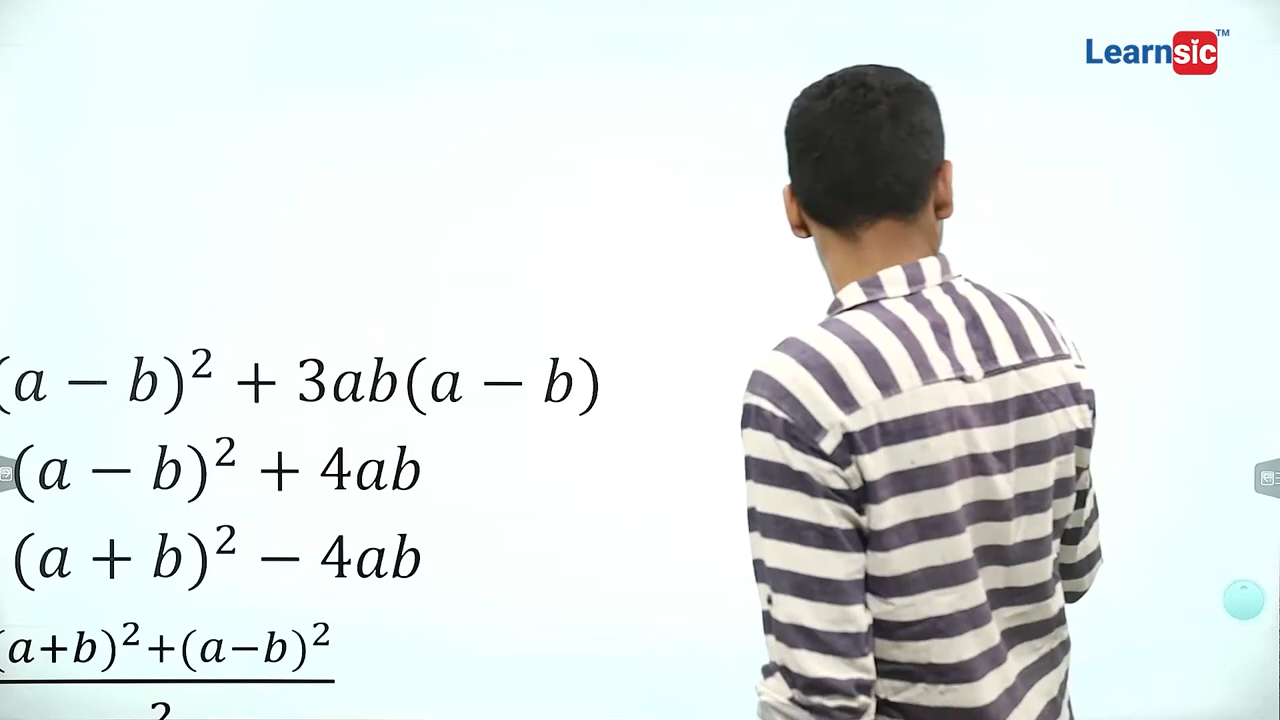 Learnsic™
(a − b)² + 3ab(a − b)
(a − b)² + 4ab
(a + b)² − 4ab
(a+b)²+(a−b)²
2